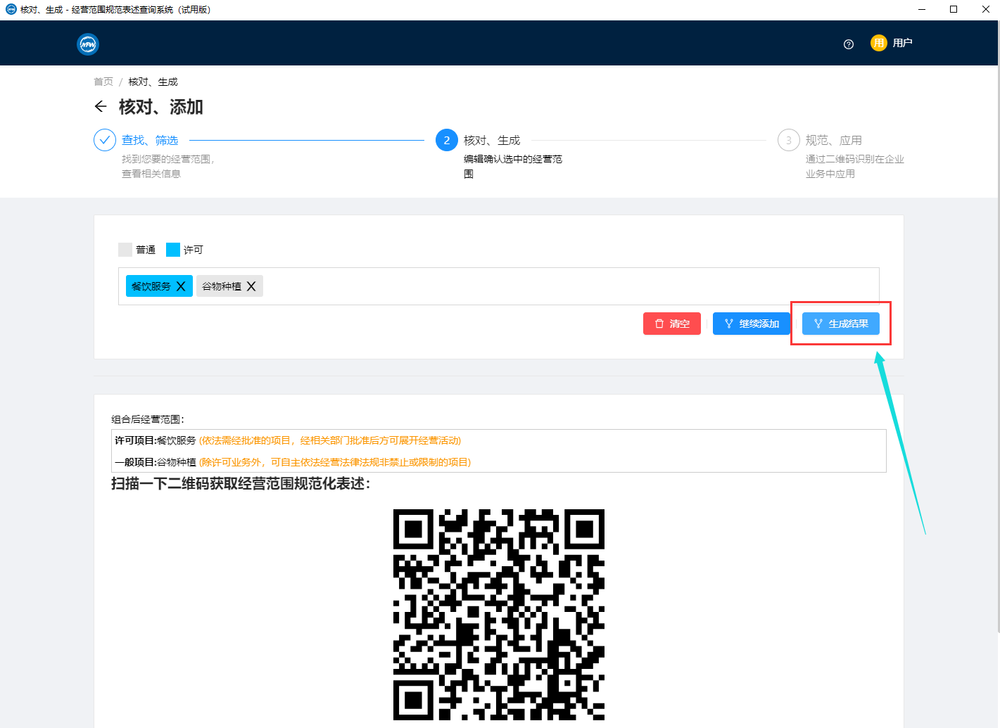 核对、生成 - 经营范围规范表述查询系统（试用版）
用 用户
首页 / 核对、生成
核对、添加
查找、筛选
找到您要的经营范围，
查看相关信息
2 核对、生成
编辑确认选中的经营范
围
3 规范、应用
通过二维码识别在企业
业务中应用
普通 许可
餐饮服务 X 谷物种植 X
清空 继续添加 生成结果
组合后经营范围：
许可项目:餐饮服务 (依法需经批准的项目，经相关部门批准后方可展开经营活动)
一般项目:谷物种植 (除许可业务外，可自主依法经营法律法规非禁止或限制的项目)
扫描一下二维码获取经营范围规范化表述：